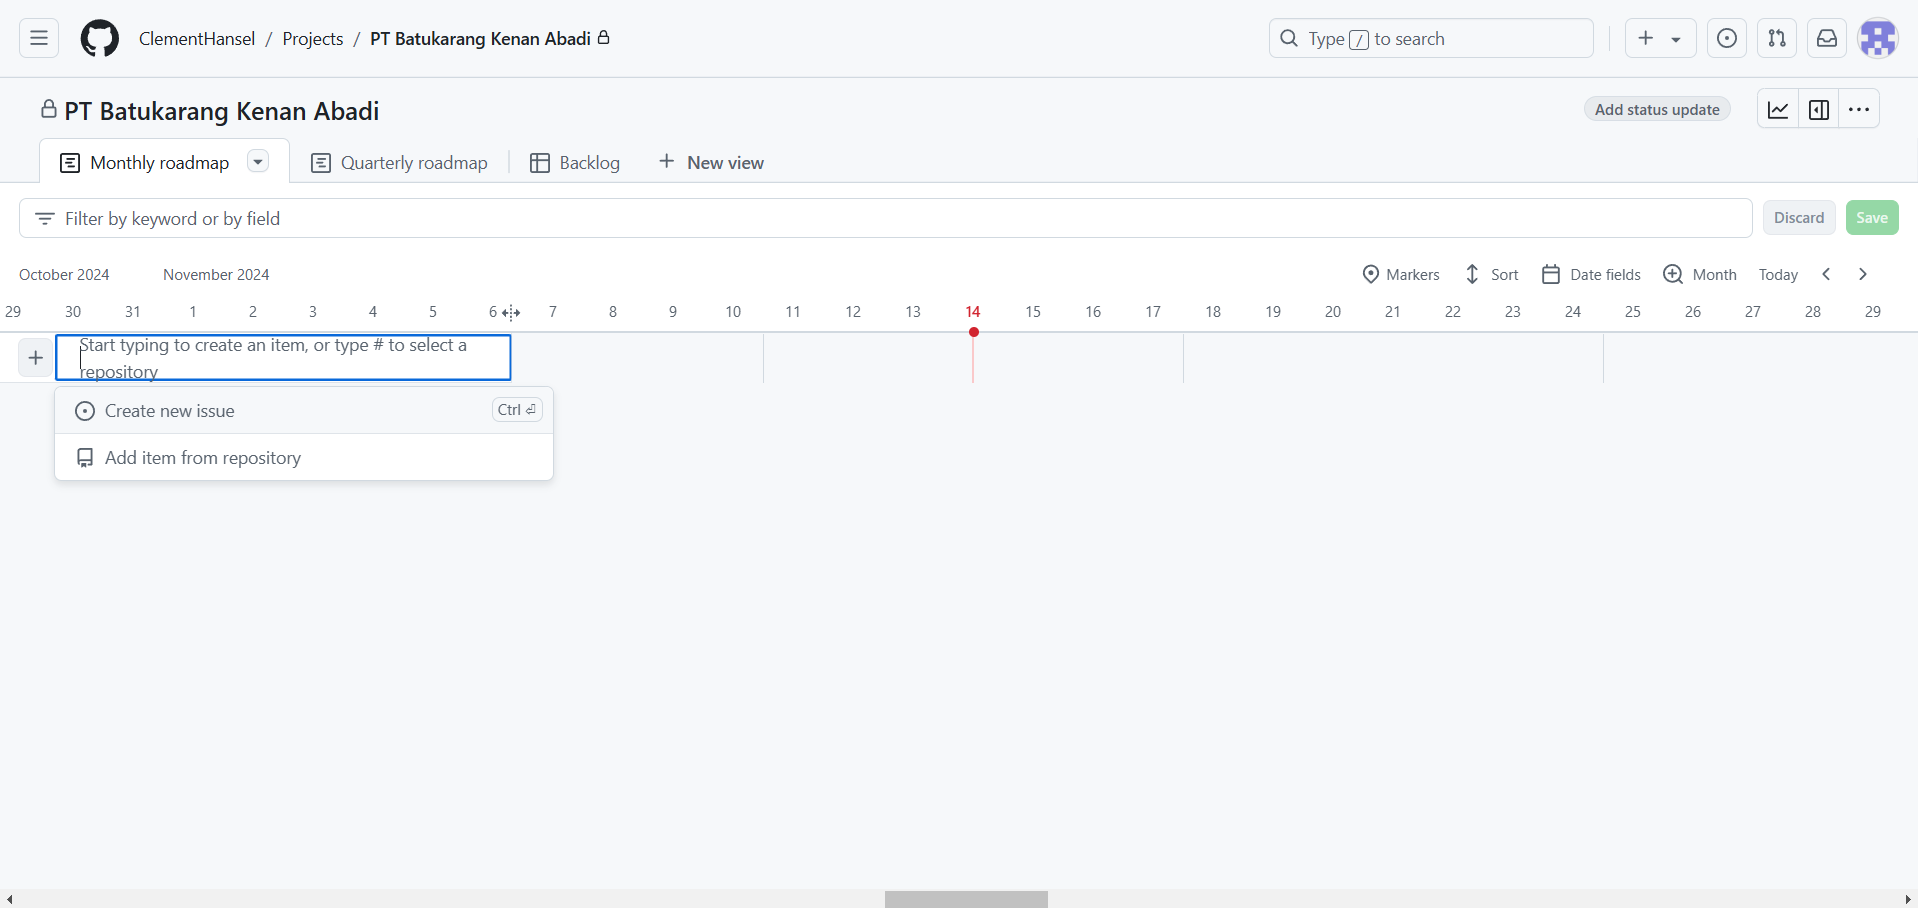 ClementHansel / Projects / PT Batukarang Kenan Abadi
Type / to search
PT Batukarang Kenan Abadi
Add status update
Monthly roadmap
Quarterly roadmap
Backlog
+ New view
Filter by keyword or by field
Discard
Save
October 2024
November 2024
Markers
Sort
Date fields
Month
Today
29 30 31 1 2 3 4 5 6 7 8 9 10 11 12 13 14 15 16 17 18 19 20 21 22 23 24 25 26 27 28 29
Start typing to create an item, or type # to select a
repository
Create new issue
Ctrl ⏎
Add item from repository